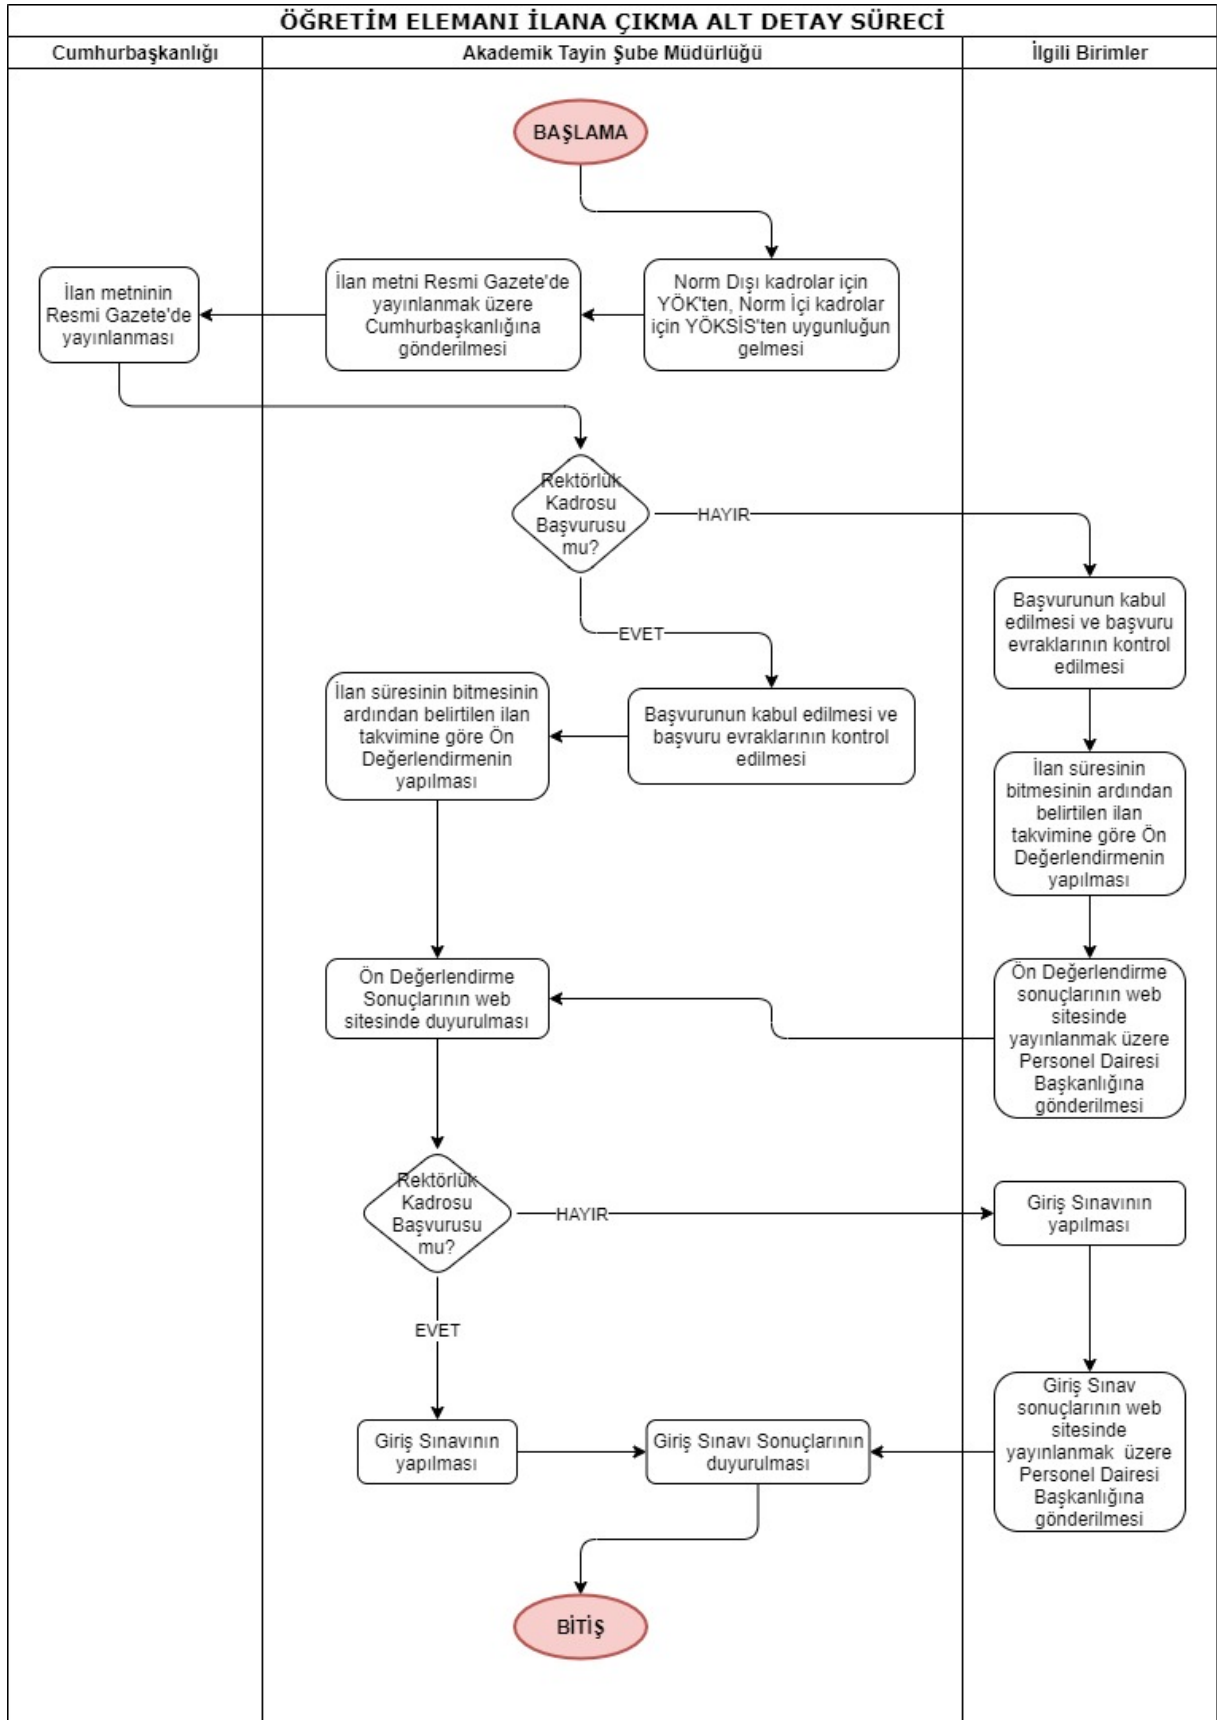 ÖĞRETİM ELEMANI İLANA ÇIKMA ALT DETAY SÜRECİ
Cumhurbaşkanlığı
Akademik Tayin Şube Müdürlüğü
İlgili Birimler
BAŞLAMA
Norm Dışı kadrolar için
YÖK'ten, Norm İçi kadrolar
için YÖKSİS'ten uygunluğun
gelmesi
İlan metni Resmi Gazete'de
yayınlanmak üzere
Cumhurbaşkanlığına
gönderilmesi
İlan metninin
Resmi Gazete'de
yayınlanması
Rektörlük
Kadrosu
Başvurusu
mu?
HAYIR
EVET
Başvurunun kabul
edilmesi ve başvuru
evraklarının kontrol
edilmesi
Başvurunun kabul edilmesi ve
başvuru evraklarının kontrol
edilmesi
İlan süresinin bitmesinin
ardından belirtilen ilan
takvimine göre Ön
Değerlendirmenin
yapılması
İlan süresinin
bitmesinin ardından
belirtilen ilan
takvimine göre Ön
Değerlendirmenin
yapılması
Ön Değerlendirme
Sonuçlarının web
sitesinde duyurulması
Ön Değerlendirme
sonuçlarının web
sitesinde
yayınlanmak üzere
Personel Dairesi
Başkanlığına
gönderilmesi
Rektörlük
Kadrosu
Başvurusu
mu?
HAYIR
Giriş Sınavının
yapılması
EVET
Giriş Sınavının
yapılması
Giriş Sınavı Sonuçlarının
duyurulması
Giriş Sınav
sonuçlarının web
sitesinde
yayınlanmak  üzere
Personel Dairesi
Başkanlığına
gönderilmesi
BİTİŞ